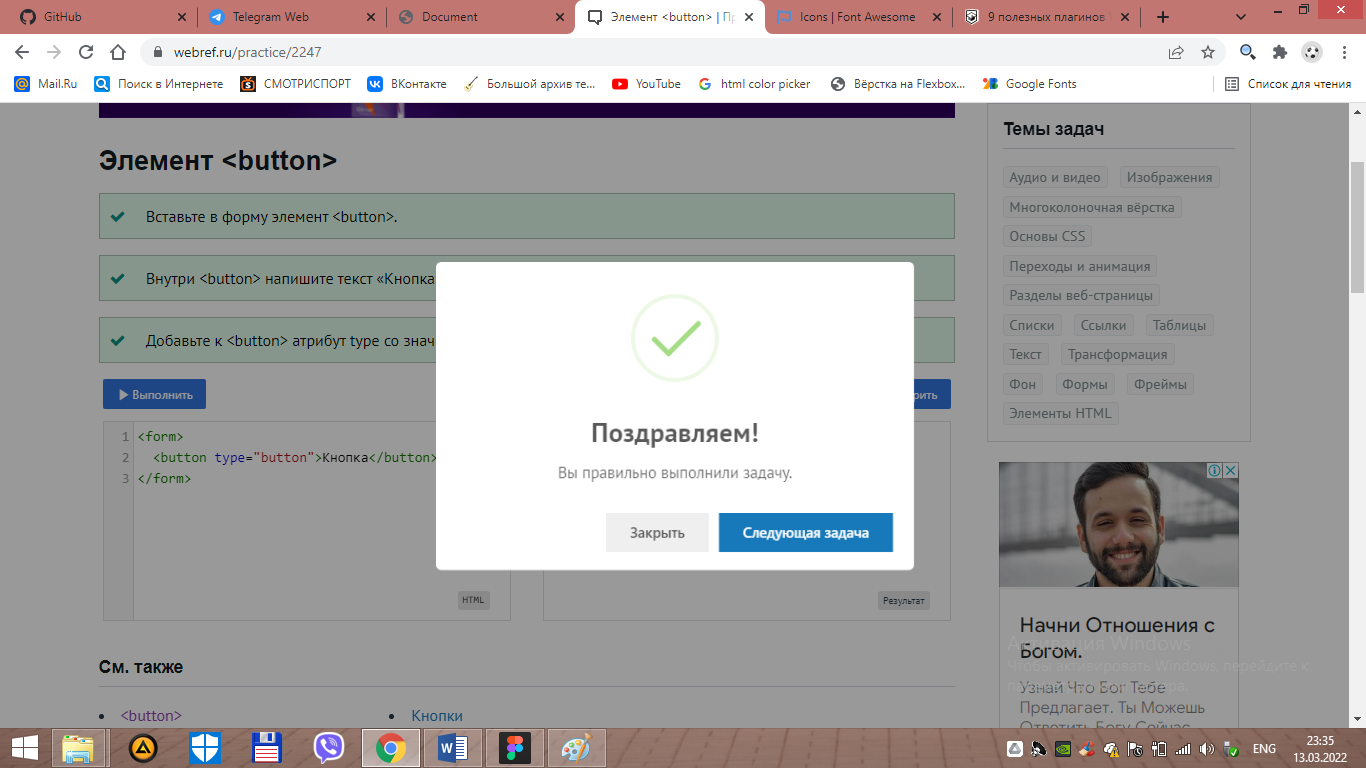 GitHub
Telegram Web
Document
Элемент <button> | Пр
Icons | Font Awesome
9 полезных плагинов
webref.ru/practice/2247
Mail.Ru
Поиск в Интернете
СМОТРИСПОРТ
ВКонтакте
Большой архив те...
YouTube
html color picker
Вёрстка на Flexbox...
Google Fonts
Список для чтения
Элемент <button>
Вставьте в форму элемент <button>.
Внутри <button> напишите текст «Кнопка
Добавьте к <button> атрибут type со знач
Выполнить
рить
1 <form>
2 <button type="button">Кнопка</button>
3 </form>
HTML
Результат
Поздравляем!
Вы правильно выполнили задачу.
Закрыть
Следующая задача
См. также
<button>
Кнопки
Темы задач
Аудио и видео
Изображения
Многоколоночная вёрстка
Основы CSS
Переходы и анимация
Разделы веб-страницы
Списки
Ссылки
Таблицы
Текст
Трансформация
Фон
Формы
Фреймы
Элементы HTML
Начни Отношения с
Богом.
Узнай Что Бог Тебе
Предлагает. Ты Можешь
Ответить Богу Сейчас
Активация Windows
Чтобы активировать Windows, перейдите к
ENG
23:35
13.03.2022